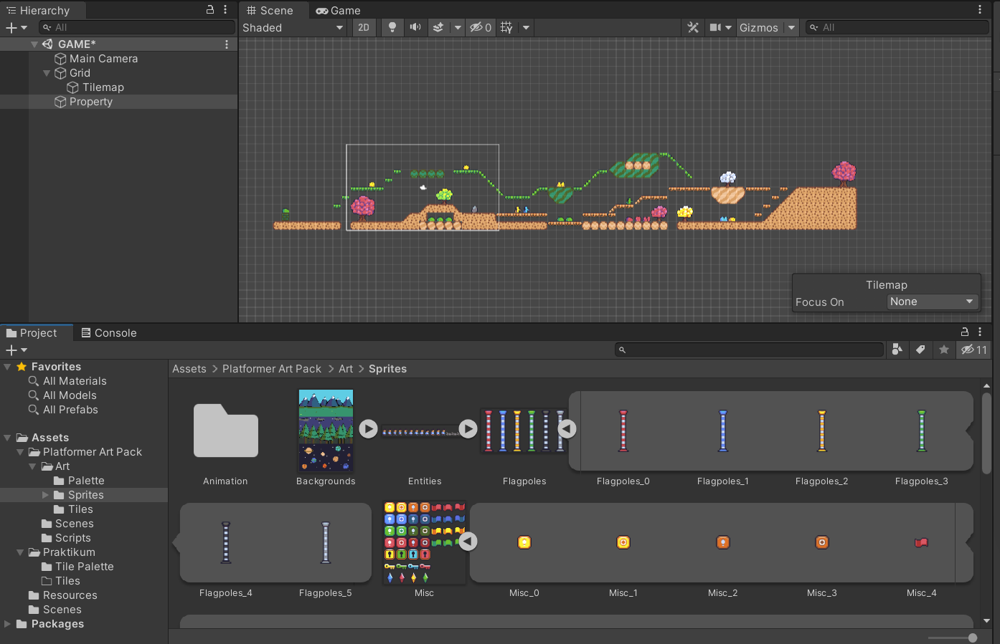 Hierarchy
All
GAME*
Main Camera
Grid
Tilemap
Property
Scene
Game
Shaded
2D
0
Gizmos
All
Tilemap
Focus On
None
Project
Console
11
Favorites
All Materials
All Models
All Prefabs
Assets
Platformer Art Pack
Art
Palette
Sprites
Tiles
Scenes
Scripts
Praktikum
Tile Palette
Tiles
Resources
Scenes
Packages
Assets > Platformer Art Pack > Art > Sprites
Animation
Backgrounds
Entities
Flagpoles
Flagpoles_0
Flagpoles_1
Flagpoles_2
Flagpoles_3
Flagpoles_4
Flagpoles_5
Misc
Misc_0
Misc_1
Misc_2
Misc_3
Misc_4